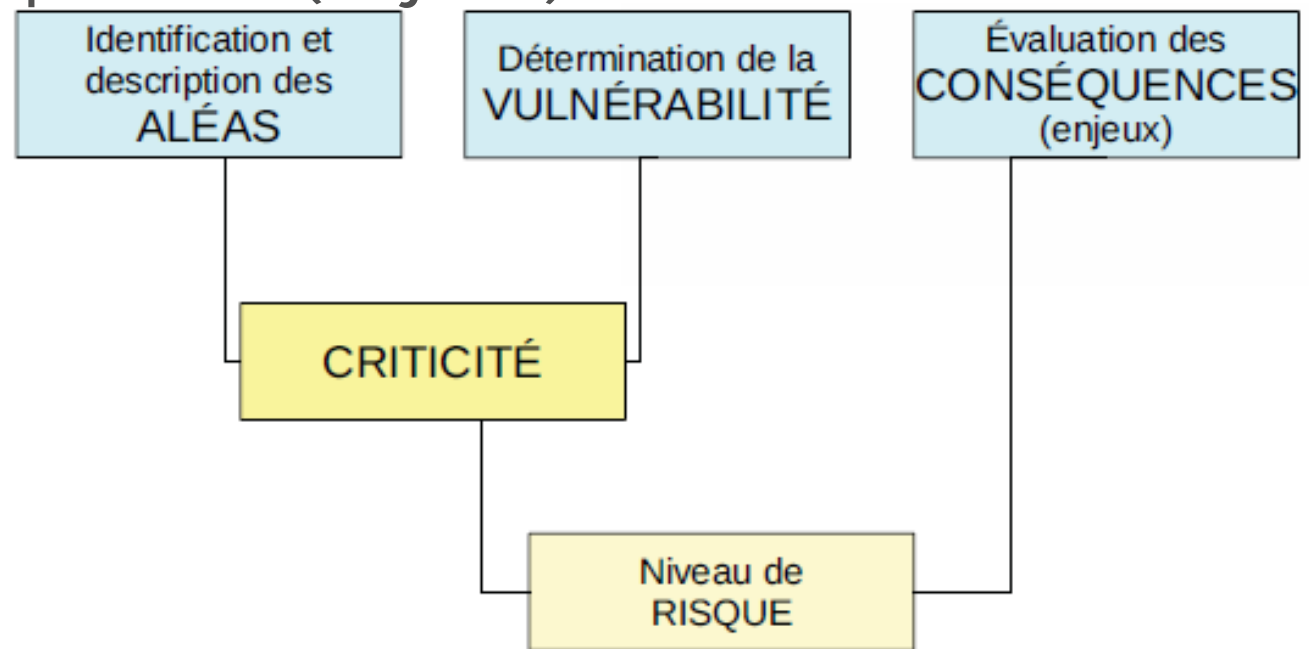 Identification et
description des
ALÉAS
Détermination de la
VULNÉRABILITÉ
Évaluation des
CONSÉQUENCES
(enjeux)
CRITICITÉ
Niveau de
RISQUE